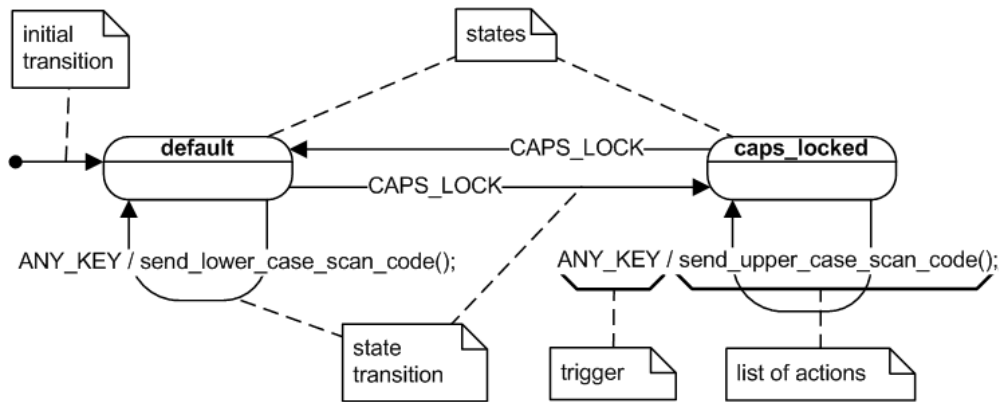 initial
transition
states
default
CAPS_LOCK
caps_locked
CAPS_LOCK
ANY_KEY / send_lower_case_scan_code();
ANY_KEY / send_upper_case_scan_code();
state
transition
trigger
list of actions